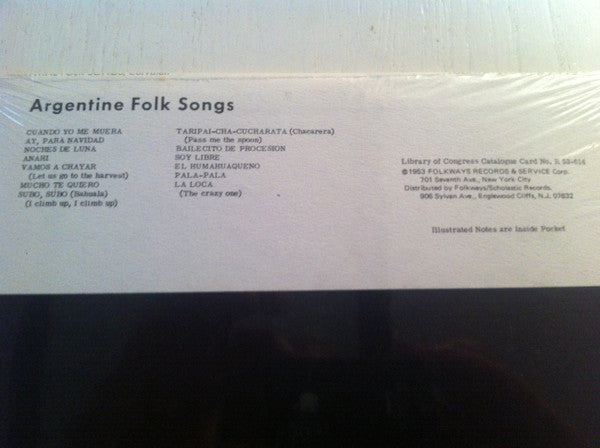 Argentine Folk Songs
CUANDO YO ME MUERA
AY, PARA NAVIDAD
NOCHES DE LUNA
ANAHI
VAMOS A CHAYAR
(Let us go to the harvest)
MUCHO TE QUIERO
SUBO, SUBO (Bahuala)
(I climb up, I climb up)
TARIPAI-CHA-CUCHARATA (Chacarera)
(Pass me the spoon)
BAILECITO DE PROCESION
SOY LIBRE
EL HUMAHUAQUENO
PALA-PALA
LA LOCA
(The crazy one)
Library of Congress Catalogue Card No. R 53-614
©1953 FOLKWAYS RECORDS & SERVICE Corp.
701 Seventh Ave., New York City
Distributed by Folkways/Scholastic Records,
906 Sylvan Ave., Englewood Cliffs, N.J. 07632
Illustrated Notes are Inside Pocket